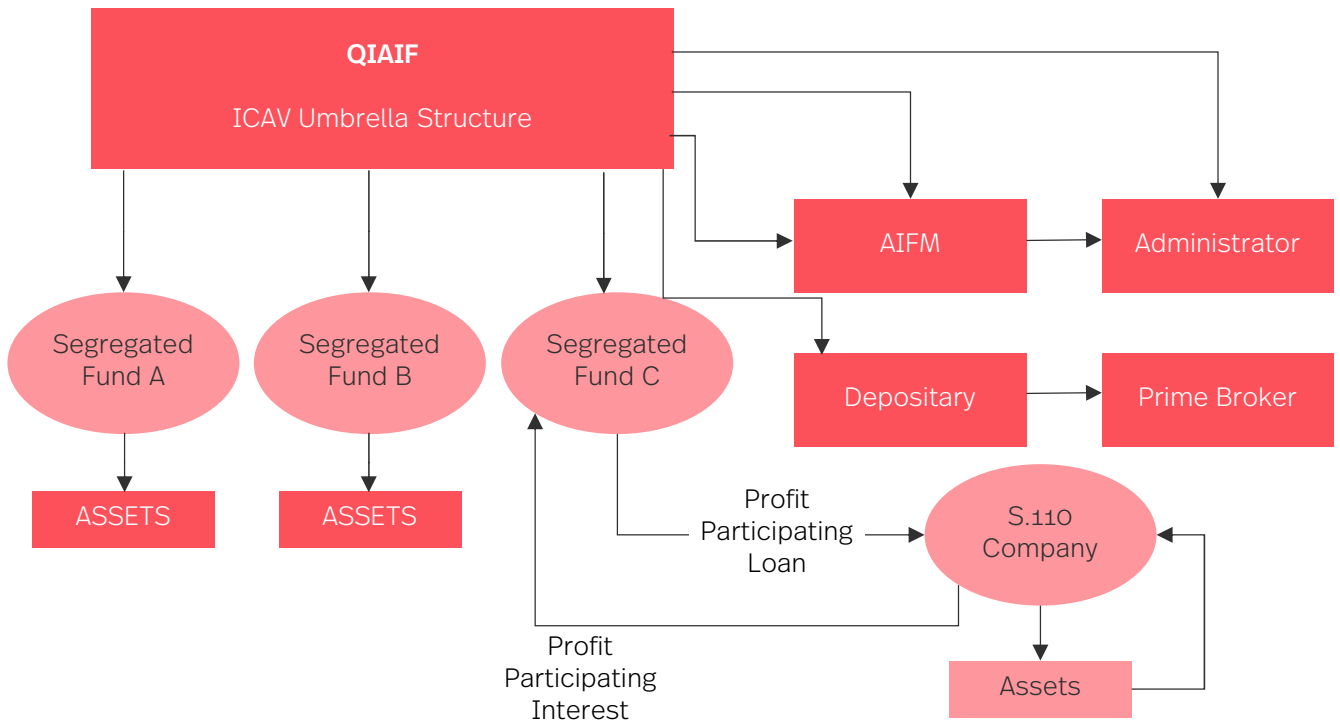 QIAIF
ICAV Umbrella Structure
AIFM
Administrator
Segregated
Fund A
Segregated
Fund B
Segregated
Fund C
Depositary
Prime Broker
ASSETS
ASSETS
Profit
Participating
Loan
S.110
Company
Profit
Participating
Interest
Assets